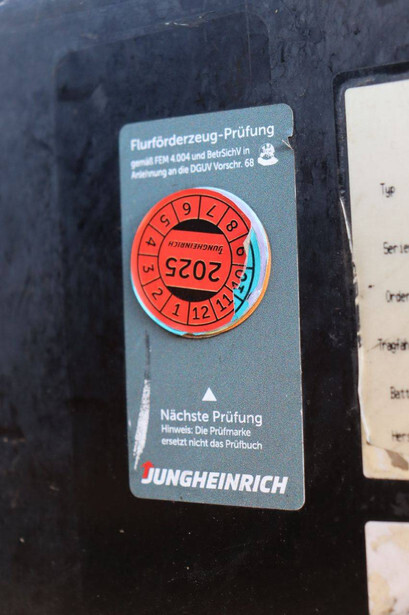 Flurförderzeug-Prüfung
gemäß FEM 4.004 und BetrSichV in
Anlehnung an die DGUV Vorschr. 68
1 2 3 4 5 6 7 8 9 10 11 12
JUNGHEINRICH
2025
Nächste Prüfung
Hinweis: Die Prüfmarke
ersetzt nicht das Prüfbuch
JUNGHEINRICH
Typ
Serie
Orde
Tragfäh
Batt
Her